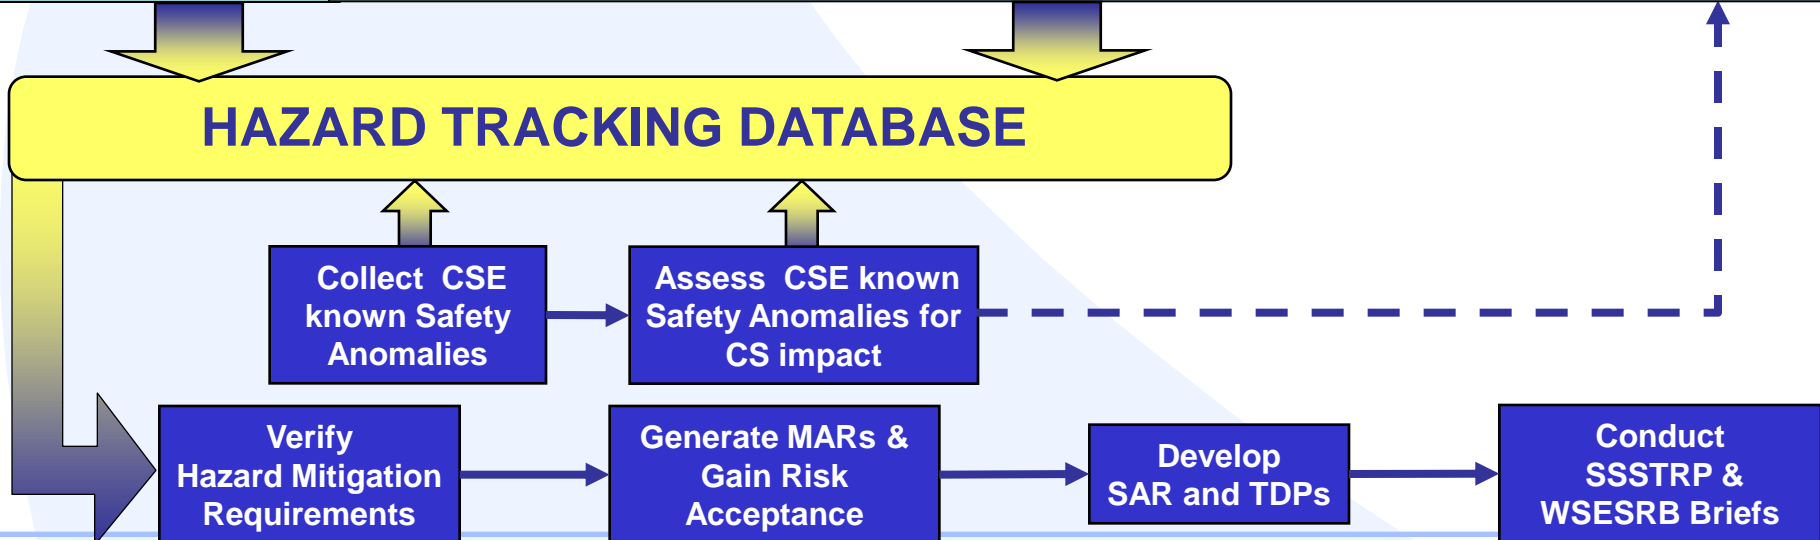 HAZARD TRACKING DATABASE
Collect CSE
known Safety
Anomalies
Assess CSE known
Safety Anomalies for
CS impact
Verify
Hazard Mitigation
Requirements
Generate MARs &
Gain Risk
Acceptance
Develop
SAR and TDPs
Conduct
SSSTRP &
WSESRB Briefs